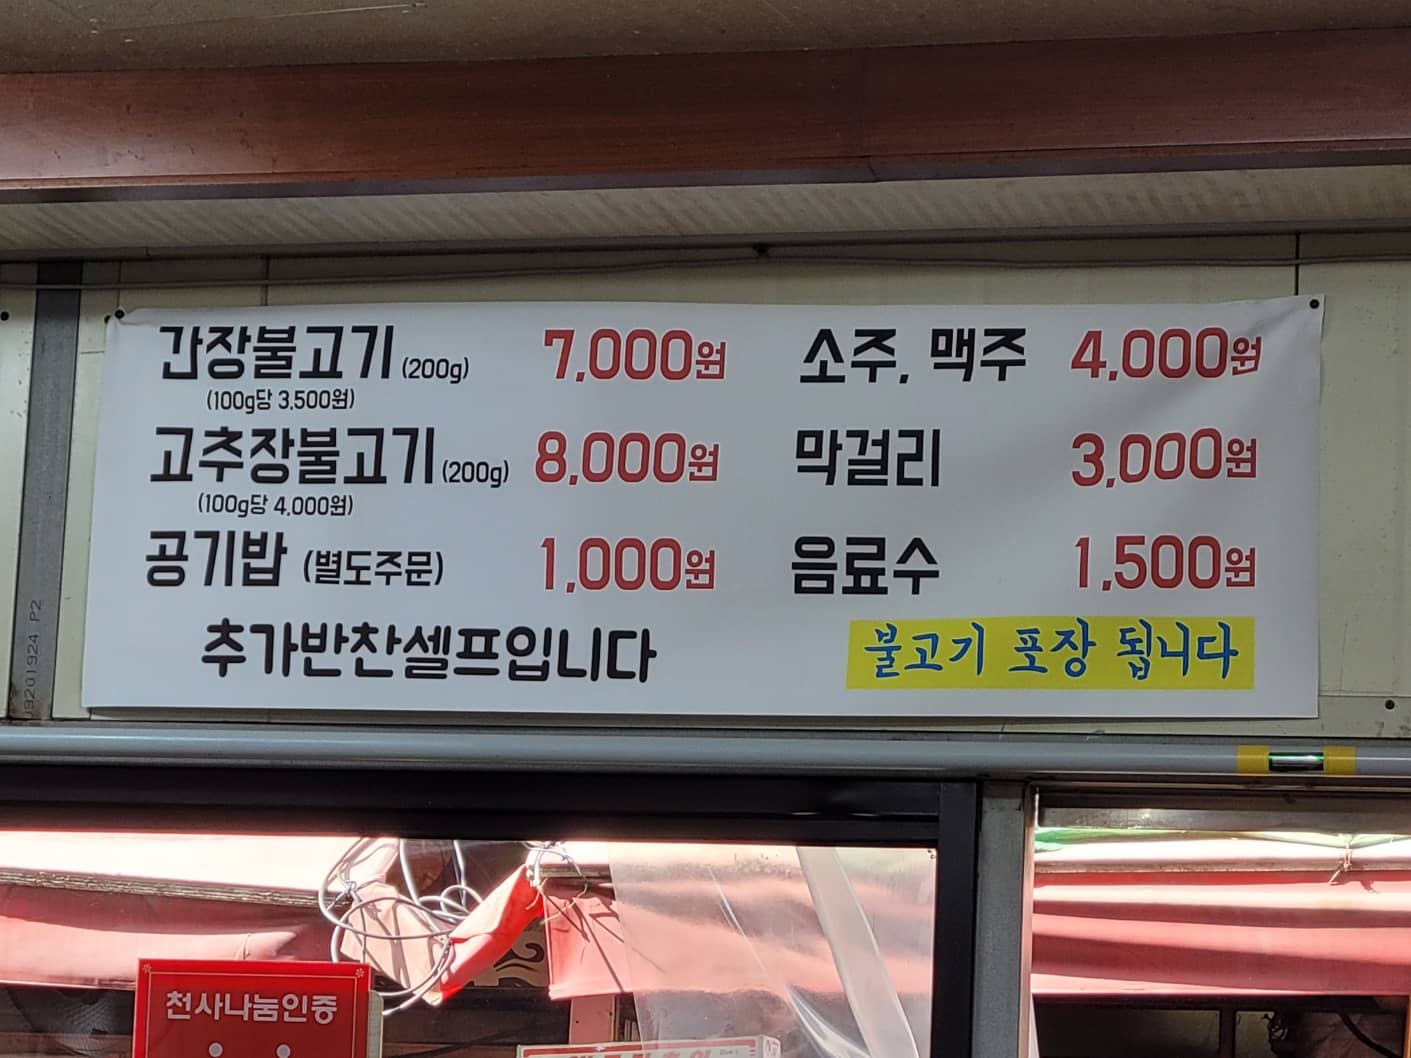 간장불고기 (200g) 7,000원
(100g당 3,500원)
고추장불고기 (200g) 8,000원
(100g당 4,000원)
공기밥 (별도주문) 1,000원
추가반찬셀프입니다
소주, 맥주 4,000원
막걸리 3,000원
음료수 1,500원
불고기 포장 됩니다
J9201924 P2
천사나눔인증